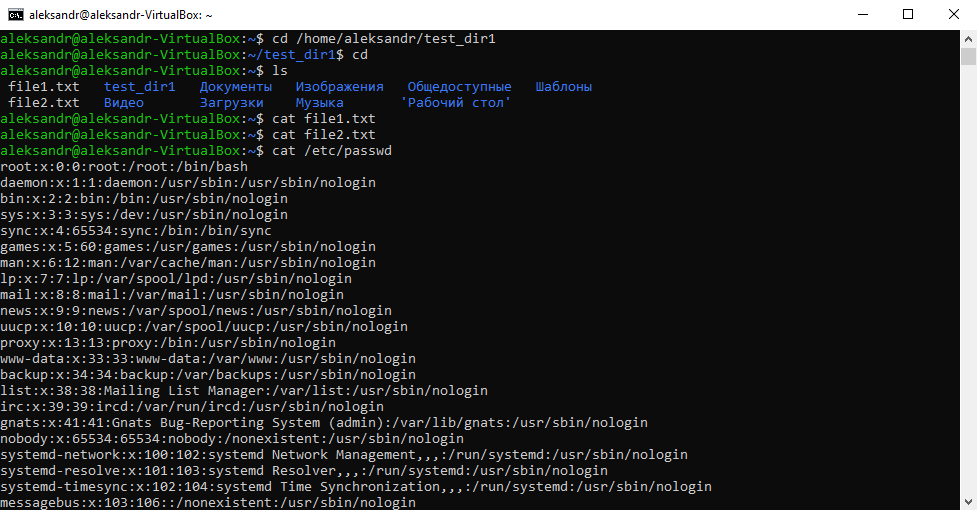 aleksandr@aleksandr-VirtualBox: ~
aleksandr@aleksandr-VirtualBox:~$ cd /home/aleksandr/test_dir1
aleksandr@aleksandr-VirtualBox:~/test_dir1$ cd
aleksandr@aleksandr-VirtualBox:~$ ls
file1.txt   test_dir1   Документы   Изображения   Общедоступные   Шаблоны
file2.txt   Видео       Загрузки    Музыка       'Рабочий стол'
aleksandr@aleksandr-VirtualBox:~$ cat file1.txt
aleksandr@aleksandr-VirtualBox:~$ cat file2.txt
aleksandr@aleksandr-VirtualBox:~$ cat /etc/passwd
root:x:0:0:root:/root:/bin/bash
daemon:x:1:1:daemon:/usr/sbin:/usr/sbin/nologin
bin:x:2:2:bin:/bin:/usr/sbin/nologin
sys:x:3:3:sys:/dev:/usr/sbin/nologin
sync:x:4:65534:sync:/bin:/bin/sync
games:x:5:60:games:/usr/games:/usr/sbin/nologin
man:x:6:12:man:/var/cache/man:/usr/sbin/nologin
lp:x:7:7:lp:/var/spool/lpd:/usr/sbin/nologin
mail:x:8:8:mail:/var/mail:/usr/sbin/nologin
news:x:9:9:news:/var/spool/news:/usr/sbin/nologin
uucp:x:10:10:uucp:/var/spool/uucp:/usr/sbin/nologin
proxy:x:13:13:proxy:/bin:/usr/sbin/nologin
www-data:x:33:33:www-data:/var/www:/usr/sbin/nologin
backup:x:34:34:backup:/var/backups:/usr/sbin/nologin
list:x:38:38:Mailing List Manager:/var/list:/usr/sbin/nologin
irc:x:39:39:ircd:/var/run/ircd:/usr/sbin/nologin
gnats:x:41:41:Gnats Bug-Reporting System (admin):/var/lib/gnats:/usr/sbin/nologin
nobody:x:65534:65534:nobody:/nonexistent:/usr/sbin/nologin
systemd-network:x:100:102:systemd Network Management,,,:/run/systemd:/usr/sbin/nologin
systemd-resolve:x:101:103:systemd Resolver,,,:/run/systemd:/usr/sbin/nologin
systemd-timesync:x:102:104:systemd Time Synchronization,,,:/run/systemd:/usr/sbin/nologin
messagebus:x:103:106::/nonexistent:/usr/sbin/nologin